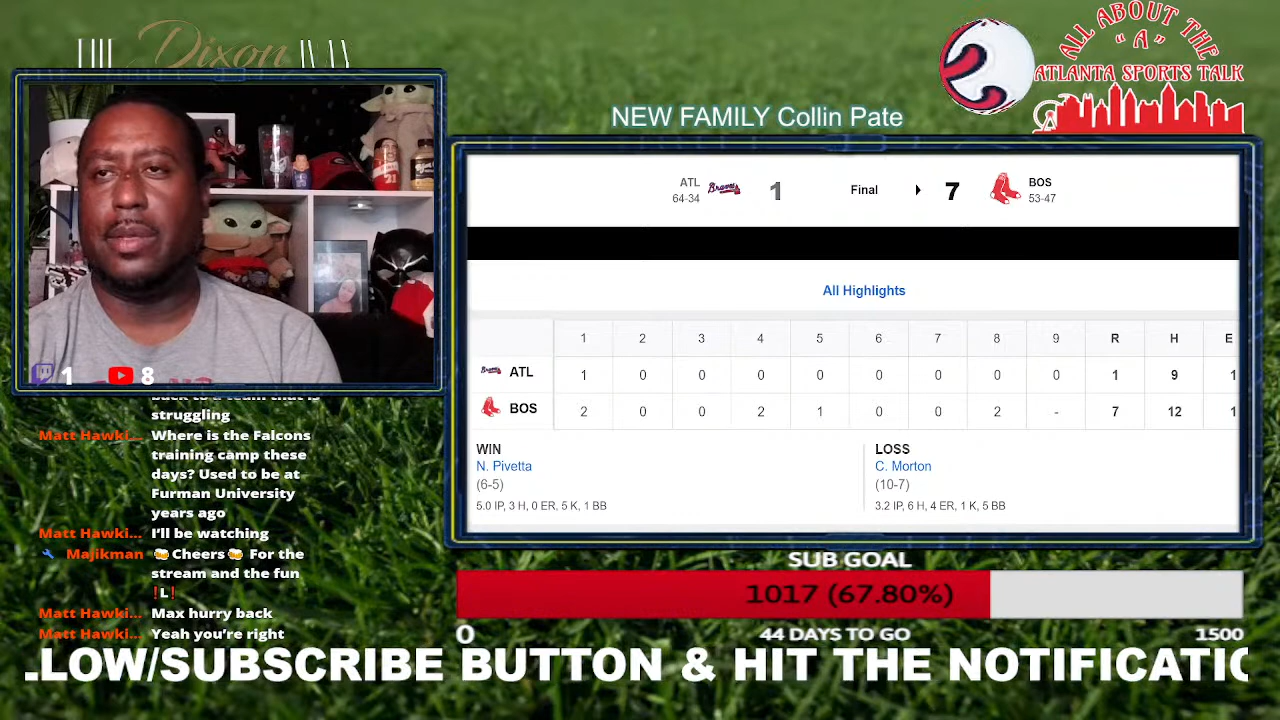 Dixon
ALL ABOUT THE
"A"
ATLANTA SPORTS TALK
NEW FAMILY Collin Pate
ATL
64-34
Braves
1
Final
7
BOS
53-47
All Highlights
1 2 3 4 5 6 7 8 9 R H E
ATL 1 0 0 0 0 0 0 0 0 1 9 1
BOS 2 0 0 2 1 0 0 2 - 7 12 1
WIN
N. Pivetta
(6-5)
5.0 IP, 3 H, 0 ER, 5 K, 1 BB
LOSS
C. Morton
(10-7)
3.2 IP, 6 H, 4 ER, 1 K, 5 BB
1 8
back to a team that is
struggling
Matt Hawki... Where is the Falcons
training camp these
days? Used to be at
Furman University
years ago
Matt Hawki... I'll be watching
Majikman 🍻Cheers🍻 For the
stream and the fun
❗L❗
Matt Hawki... Max hurry back
Matt Hawki... Yeah you're right
SUB GOAL
1017 (67.80%)
0 44 DAYS TO GO 1500
LOW/SUBSCRIBE BUTTON & HIT THE NOTIFICATIO